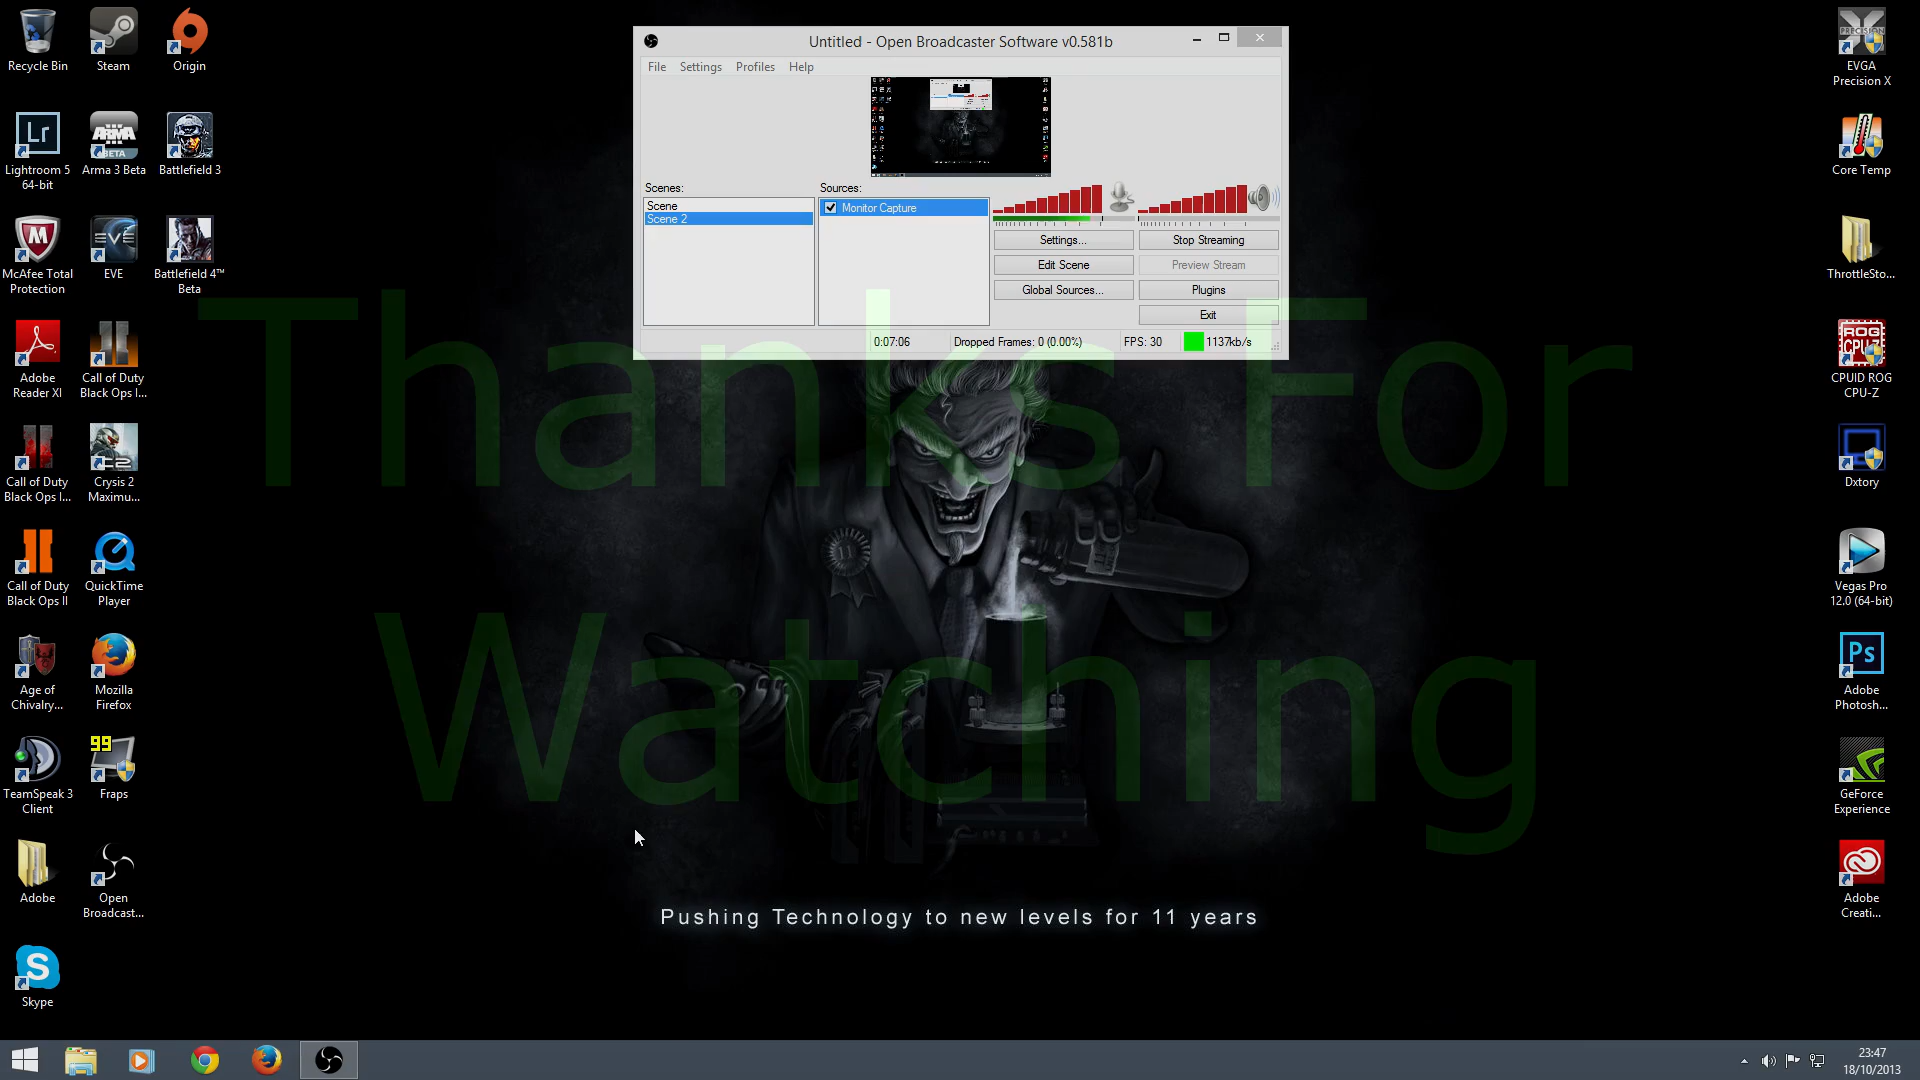 Untitled - Open Broadcaster Software v0.581b
File Settings Profiles Help
Scenes:
Scene
Scene 2
Sources:
Monitor Capture
Settings...
Stop Streaming
Edit Scene
Preview Stream
Global Sources...
Plugins
Exit
0:07:06
Dropped Frames: 0 (0.00%)
FPS: 30
1137kb/s
Recycle Bin
Steam
Origin
Lightroom 5
64-bit
Arma 3 Beta
Battlefield 3
McAfee Total
Protection
EVE
Battlefield 4™
Beta
Adobe
Reader XI
Call of Duty
Black Ops I...
Call of Duty
Black Ops I...
Crysis 2
Maximu...
Call of Duty
Black Ops II
QuickTime
Player
Age of
Chivalry...
Mozilla
Firefox
TeamSpeak 3
Client
99
Fraps
Adobe
Open
Broadcast...
Skype
Thanks For
Watching
Pushing Technology to new levels for 11 years
EVGA
Precision X
Core Temp
ThrottleSto...
CPUID ROG
CPU-Z
Dxtory
Vegas Pro
12.0 (64-bit)
Adobe
Photosh...
GeForce
Experience
Adobe
Creati...
23:47
18/10/2013